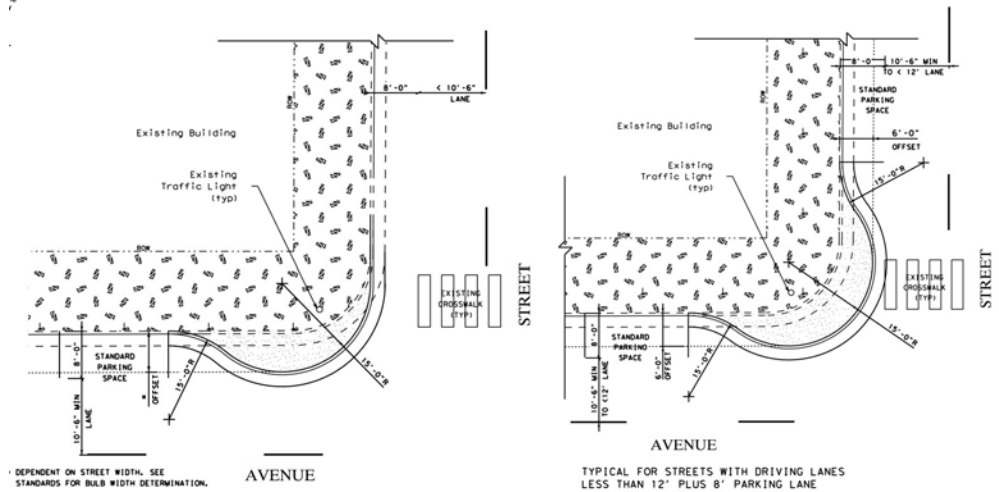 8'-0"
< 10'-6"
LANE
ROW
Existing Building
Existing
Traffic Light
(typ)
ROW
EXISTING
CROSSWALK
(TYP)
STREET
8'-0"
STANDARD
PARKING
SPACE
*
OFFSET
15'-0"R
15'-0"R
10'-6" MIN
LANE
DEPENDENT ON STREET WIDTH. SEE
STANDARDS FOR BULB WIDTH DETERMINATION.
AVENUE
8'-0"
10'-6" MIN
TO < 12' LANE
STANDARD
PARKING
SPACE
ROW
Existing Building
6'-0"
OFFSET
Existing
Traffic Light
(typ)
15'-0"R
ROW
EXISTING
CROSSWALK
(TYP)
STREET
8'-0"
STANDARD
PARKING
SPACE
6'-0"
OFFSET
15'-0"R
15'-0"R
10'-6" MIN
TO <12' LANE
AVENUE
TYPICAL FOR STREETS WITH DRIVING LANES
LESS THAN 12' PLUS 8' PARKING LANE